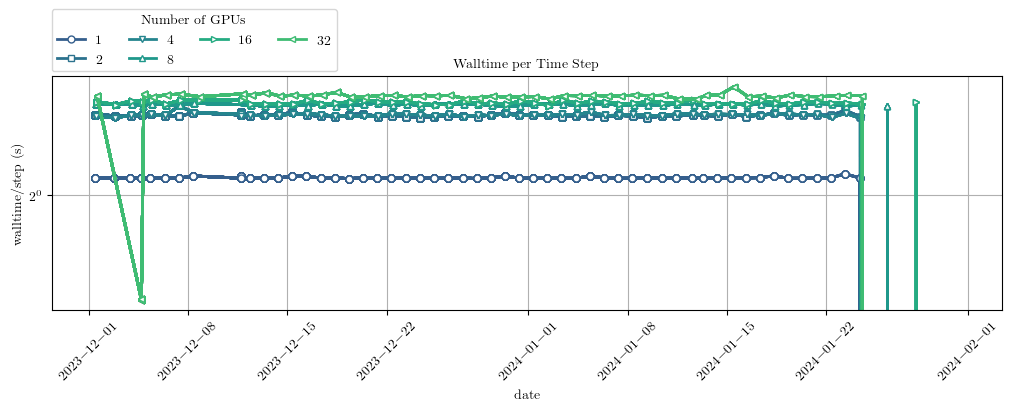 Number of GPUs
1 4 16 32
2 8
Walltime per Time Step
walltime/step (s)
2⁰
2023−12−01 2023−12−08 2023−12−15 2023−12−22 2024−01−01 2024−01−08 2024−01−15 2024−01−22 2024−02−01
date